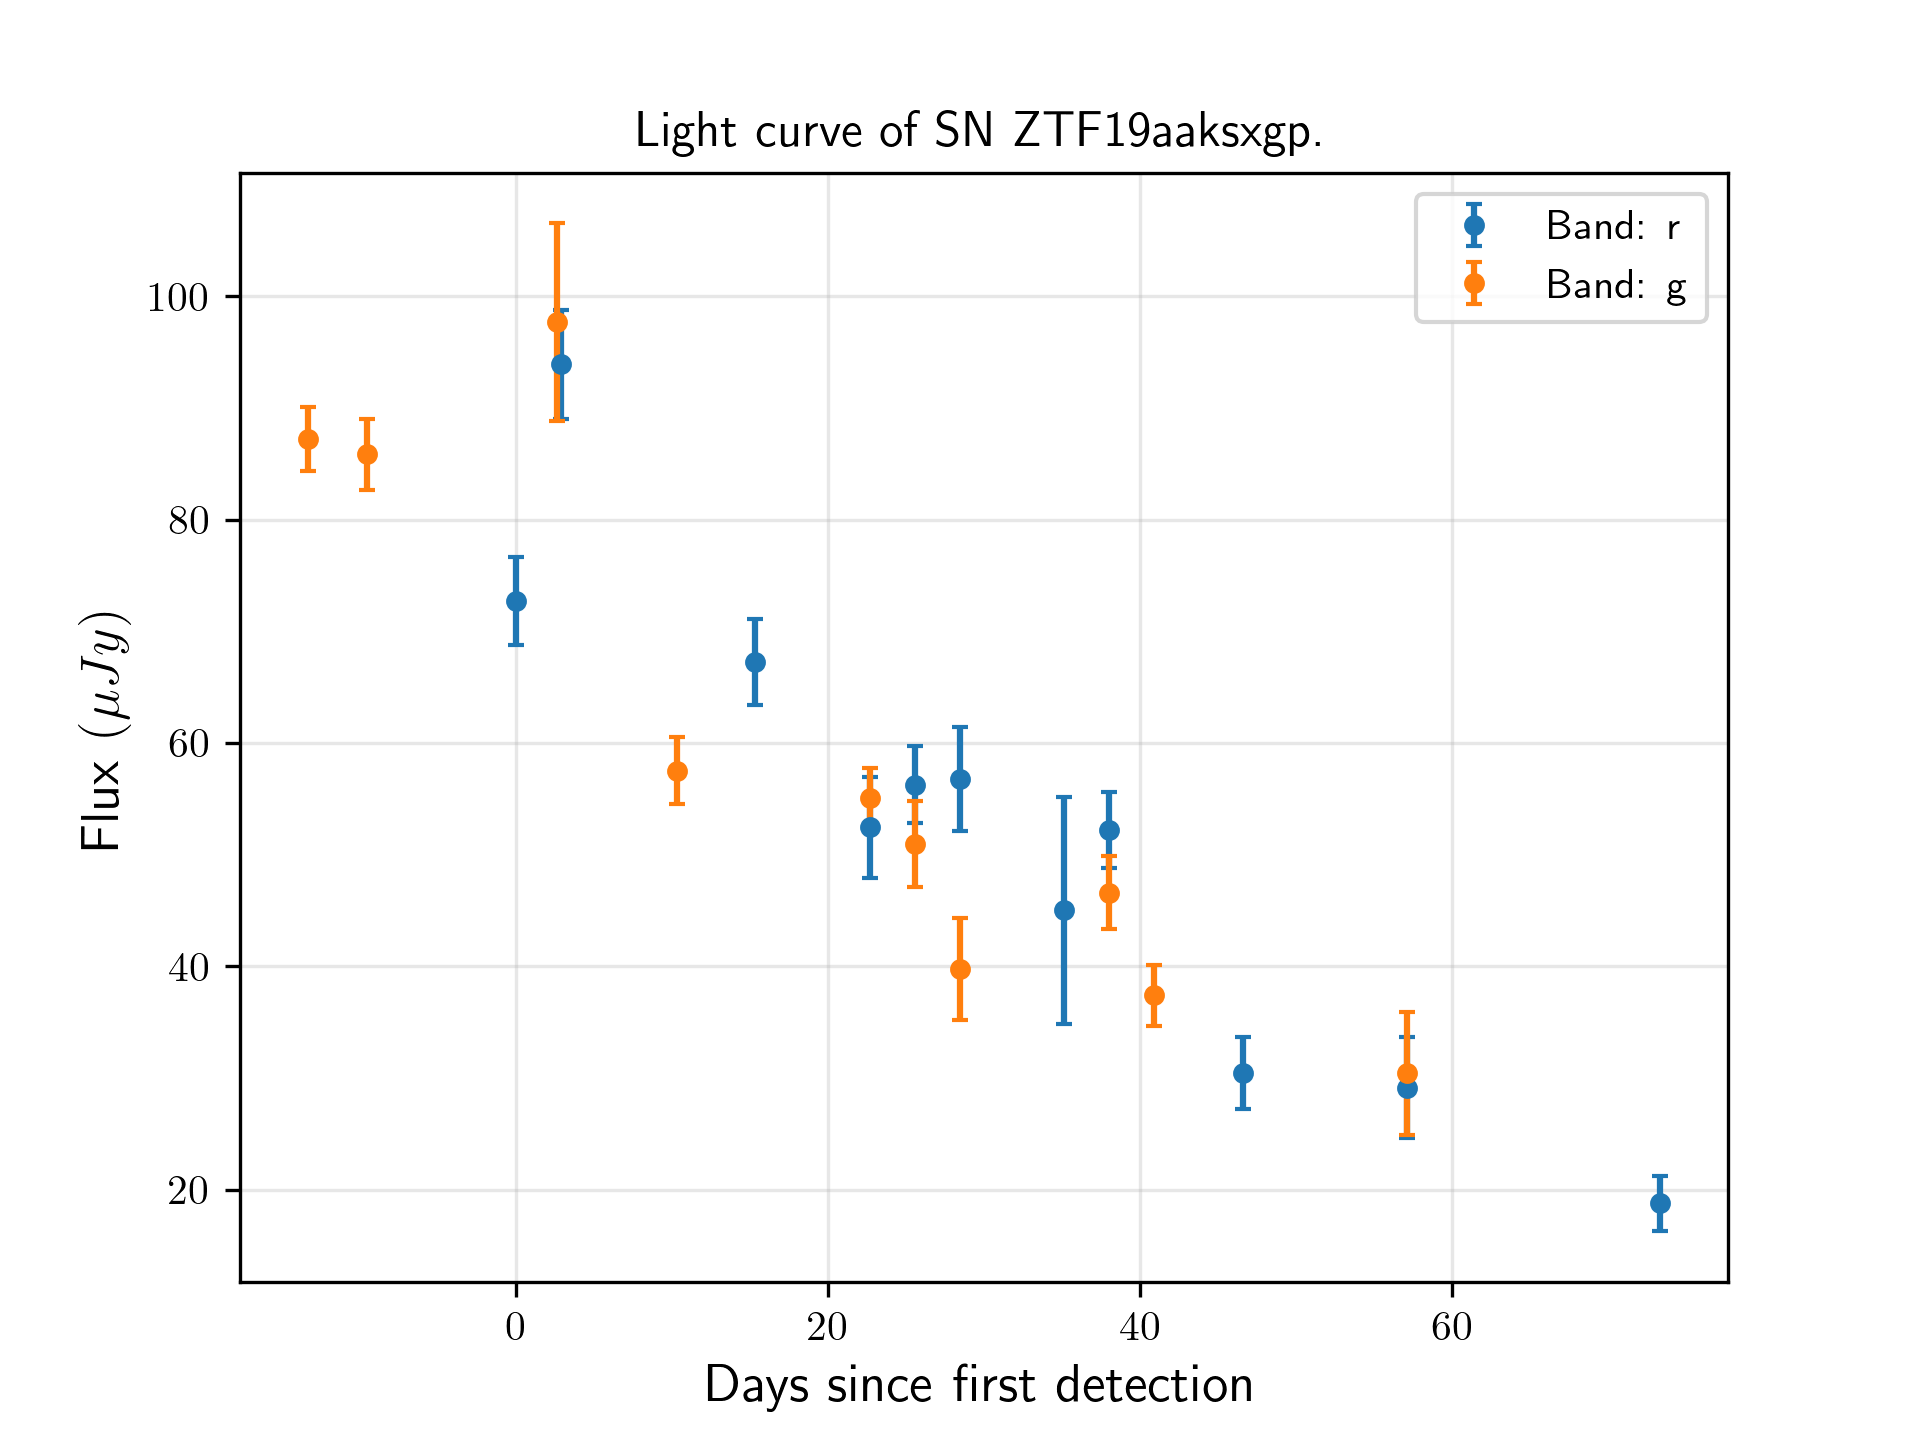 Light curve of SN ZTF19aaksxgp.
Band: r
Band: g
100
80
60
40
20
Flux (μJy)
0 20 40 60
Days since first detection